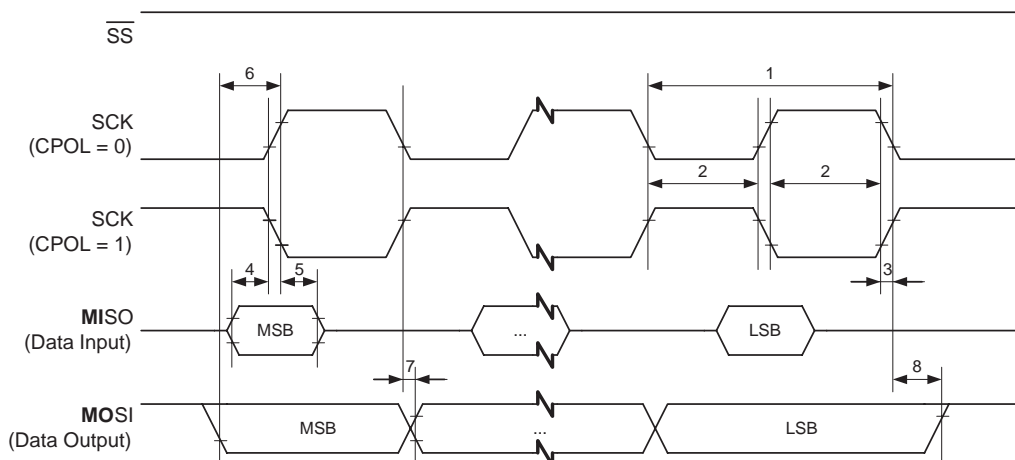 SS
6
1
SCK
(CPOL = 0)
2
2
SCK
(CPOL = 1)
4
5
3
MISO
(Data Input)
MSB
...
LSB
7
8
MOSI
(Data Output)
MSB
...
LSB